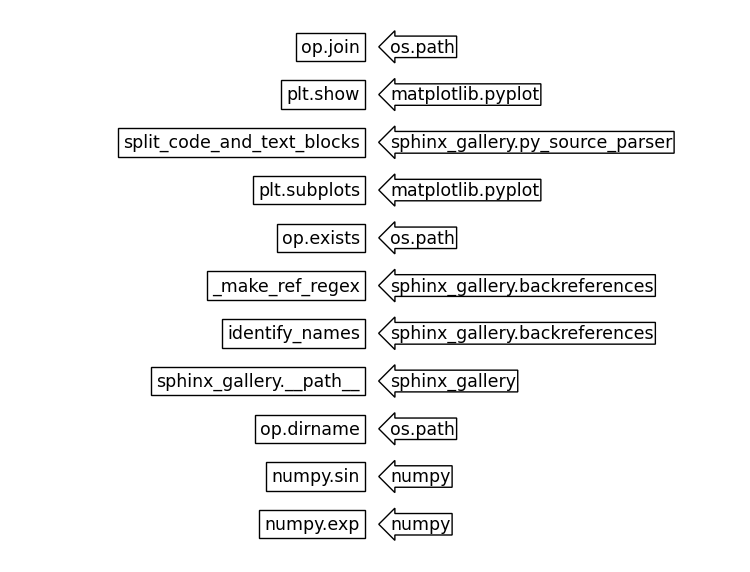 op.join os.path
plt.show matplotlib.pyplot
split_code_and_text_blocks sphinx_gallery.py_source_parser
plt.subplots matplotlib.pyplot
op.exists os.path
_make_ref_regex sphinx_gallery.backreferences
identify_names sphinx_gallery.backreferences
sphinx_gallery.__path__ sphinx_gallery
op.dirname os.path
numpy.sin numpy
numpy.exp numpy